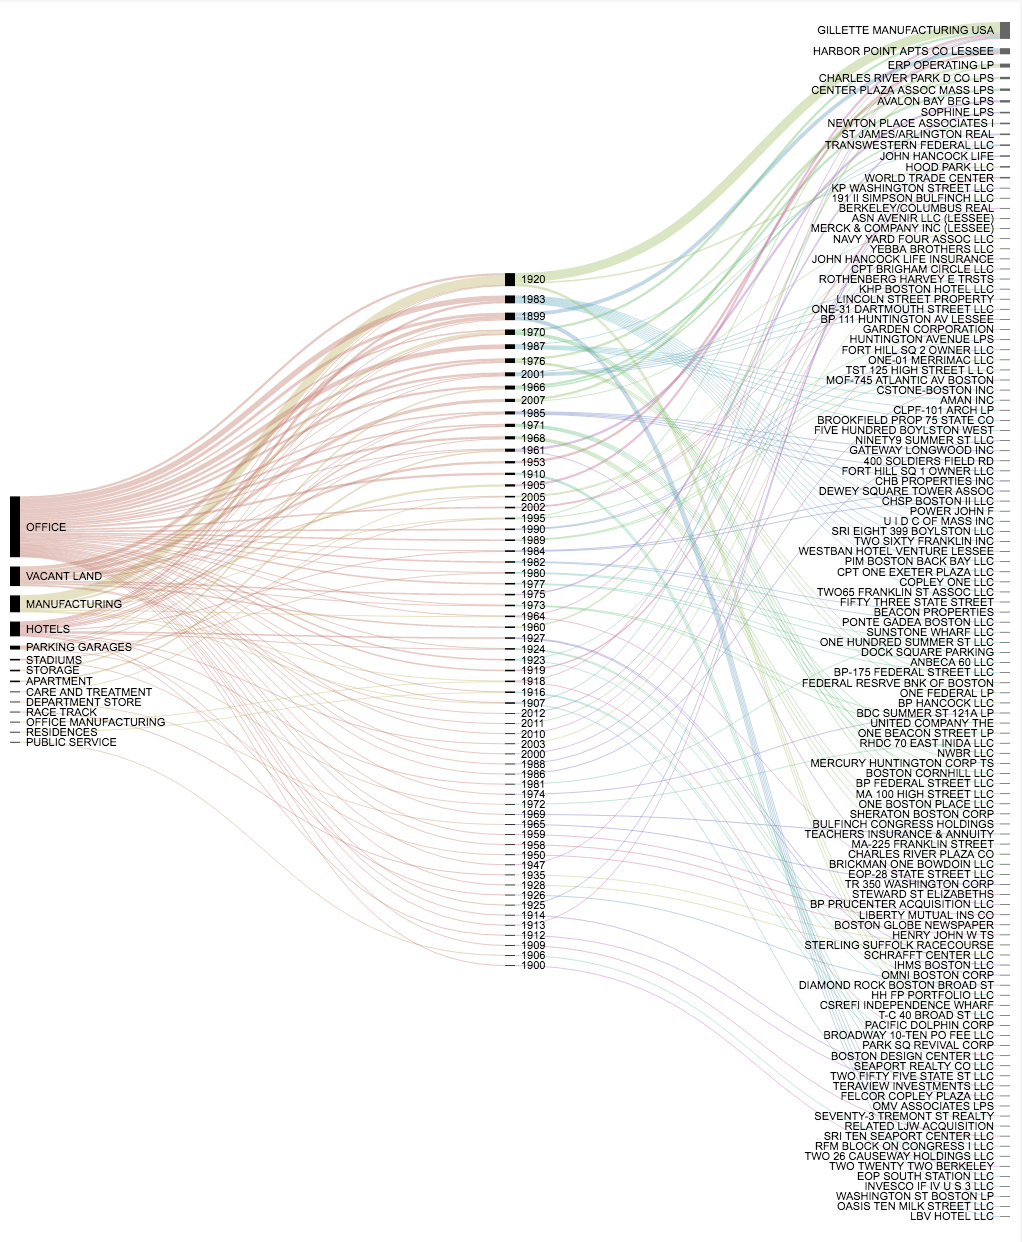 OFFICE
VACANT LAND
MANUFACTURING
HOTELS
PARKING GARAGES
STADIUMS
STORAGE
APARTMENT
CARE AND TREATMENT
DEPARTMENT STORE
RACE TRACK
OFFICE MANUFACTURING
RESIDENCES
PUBLIC SERVICE
1920
1983
1899
1970
1987
1976
2001
1966
2007
1985
1971
1968
1961
1953
1910
1905
2005
2002
1995
1990
1989
1984
1982
1980
1977
1975
1973
1964
1960
1927
1924
1923
1919
1918
1916
1907
2012
2011
2010
2003
2000
1988
1986
1981
1974
1972
1969
1965
1959
1958
1950
1947
1935
1928
1926
1925
1914
1913
1912
1909
1906
1900
GILLETTE MANUFACTURING USA
HARBOR POINT APTS CO LESSEE
ERP OPERATING LP
CHARLES RIVER PARK D CO LPS
CENTER PLAZA ASSOC MASS LPS
AVALON BAY BFG LPS
SOPHINE LPS
NEWTON PLACE ASSOCIATES I
ST JAMES/ARLINGTON REAL
TRANSWESTERN FEDERAL LLC
JOHN HANCOCK LIFE
HOOD PARK LLC
WORLD TRADE CENTER
KP WASHINGTON STREET LLC
191 II SIMPSON BULFINCH LLC
BERKELEY/COLUMBUS REAL
ASN AVENIR LLC (LESSEE)
MERCK & COMPANY INC (LESSEE)
NAVY YARD FOUR ASSOC LLC
YEBBA BROTHERS LLC
JOHN HANCOCK LIFE INSURANCE
CPT BRIGHAM CIRCLE LLC
ROTHENBERG HARVEY E TRSTS
KHP BOSTON HOTEL LLC
LINCOLN STREET PROPERTY
ONE-31 DARTMOUTH STREET LLC
BP 111 HUNTINGTON AV LESSEE
GARDEN CORPORATION
HUNTINGTON AVENUE LPS
FORT HILL SQ 2 OWNER LLC
ONE-01 MERRIMAC LLC
TST 125 HIGH STREET L L C
MOF-745 ATLANTIC AV BOSTON
CSTONE-BOSTON INC
AMAN INC
CLPF-101 ARCH LP
BROOKFIELD PROP 75 STATE CO
FIVE HUNDRED BOYLSTON WEST
NINETY9 SUMMER ST LLC
GATEWAY LONGWOOD INC
400 SOLDIERS FIELD RD
FORT HILL SQ 1 OWNER LLC
CHB PROPERTIES INC
DEWEY SQUARE TOWER ASSOC
CHSP BOSTON II LLC
POWER JOHN F
U I D C OF MASS INC
SRI EIGHT 399 BOYLSTON LLC
TWO SIXTY FRANKLIN INC
WESTBAN HOTEL VENTURE LESSEE
PIM BOSTON BACK BAY LLC
CPT ONE EXETER PLAZA LLC
COPLEY ONE LLC
TWO65 FRANKLIN ST ASSOC LLC
FIFTY THREE STATE STREET
BEACON PROPERTIES
PONTE GADEA BOSTON LLC
SUNSTONE WHARF LLC
ONE HUNDRED SUMMER ST LLC
DOCK SQUARE PARKING
ANBECA 60 LLC
BP-175 FEDERAL STREET LLC
FEDERAL RESRVE BNK OF BOSTON
ONE FEDERAL LP
BP HANCOCK LLC
BDC SUMMER ST 121A LP
UNITED COMPANY THE
ONE BEACON STREET LP
RHDC 70 EAST INIDA LLC
NWBR LLC
MERCURY HUNTINGTON CORP TS
BOSTON CORNHILL LLC
BP FEDERAL STREET LLC
MA 100 HIGH STREET LLC
ONE BOSTON PLACE LLC
SHERATON BOSTON CORP
BULFINCH CONGRESS HOLDINGS
TEACHERS INSURANCE & ANNUITY
MA-225 FRANKLIN STREET
CHARLES RIVER PLAZA CO
BRICKMAN ONE BOWDOIN LLC
EOP-28 STATE STREET LLC
TR 350 WASHINGTON CORP
STEWARD ST ELIZABETHS
BP PRUCENTER ACQUISITION LLC
LIBERTY MUTUAL INS CO
BOSTON GLOBE NEWSPAPER
HENRY JOHN W TS
STERLING SUFFOLK RACECOURSE
SCHRAFFT CENTER LLC
IHMS BOSTON LLC
OMNI BOSTON CORP
DIAMOND ROCK BOSTON BROAD ST
HH FP PORTFOLIO LLC
CSREFI INDEPENDENCE WHARF
T-C 40 BROAD ST LLC
PACIFIC DOLPHIN CORP
BROADWAY 10-TEN PO FEE LLC
PARK SQ REVIVAL CORP
BOSTON DESIGN CENTER LLC
SEAPORT REALTY CO LLC
TWO FIFTY FIVE STATE ST LLC
TERAVIEW INVESTMENTS LLC
FELCOR COPLEY PLAZA LLC
OMV ASSOCIATES LPS
SEVENTY-3 TREMONT ST REALTY
RELATED LJW ACQUISITION
SRI TEN SEAPORT CENTER LLC
RFM BLOCK ON CONGRESS I LLC
TWO 26 CAUSEWAY HOLDINGS LLC
TWO TWENTY TWO BERKELEY
EOP SOUTH STATION LLC
INVESCO IF IV U S 3 LLC
WASHINGTON ST BOSTON LP
OASIS TEN MILK STREET LLC
LBV HOTEL LLC